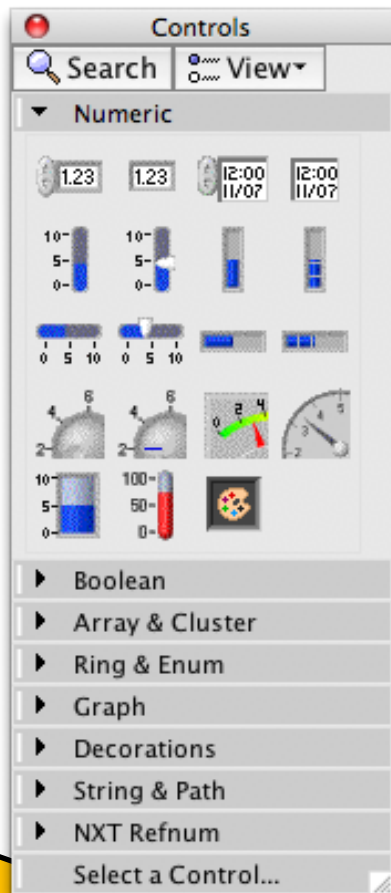 Controls
Search View
Numeric
1.23 1.23 12:00 11/07 12:00 11/07
10 5 0 10 5 0
0 5 10 0 5 10
2 4 6 2 4 6 0 2 4 2 3 4 5
10 5 0 100 50 0
Boolean
Array & Cluster
Ring & Enum
Graph
Decorations
String & Path
NXT Refnum
Select a Control...